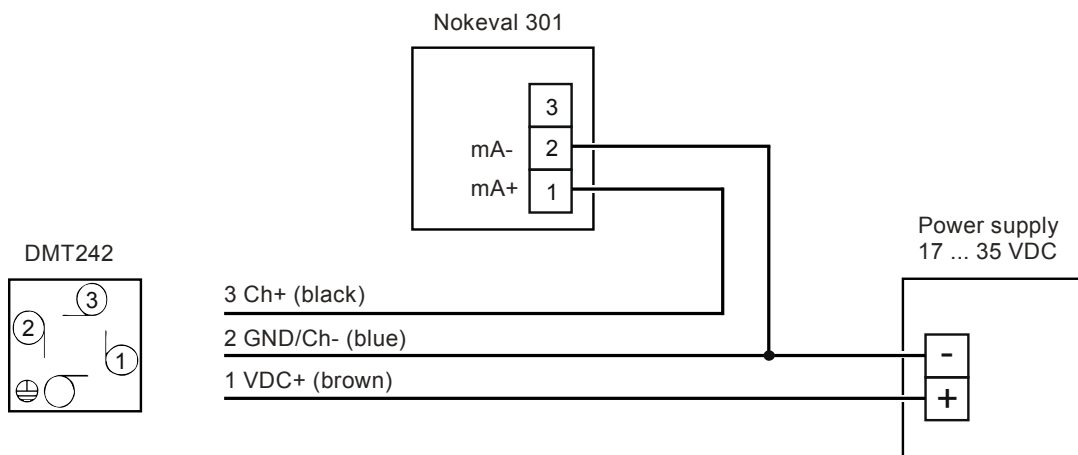 Nokeval 301
3
mA- 2
mA+ 1
Power supply
17 ... 35 VDC
DMT242
3
2
1
3 Ch+ (black)
2 GND/Ch- (blue)
1 VDC+ (brown)
-
+